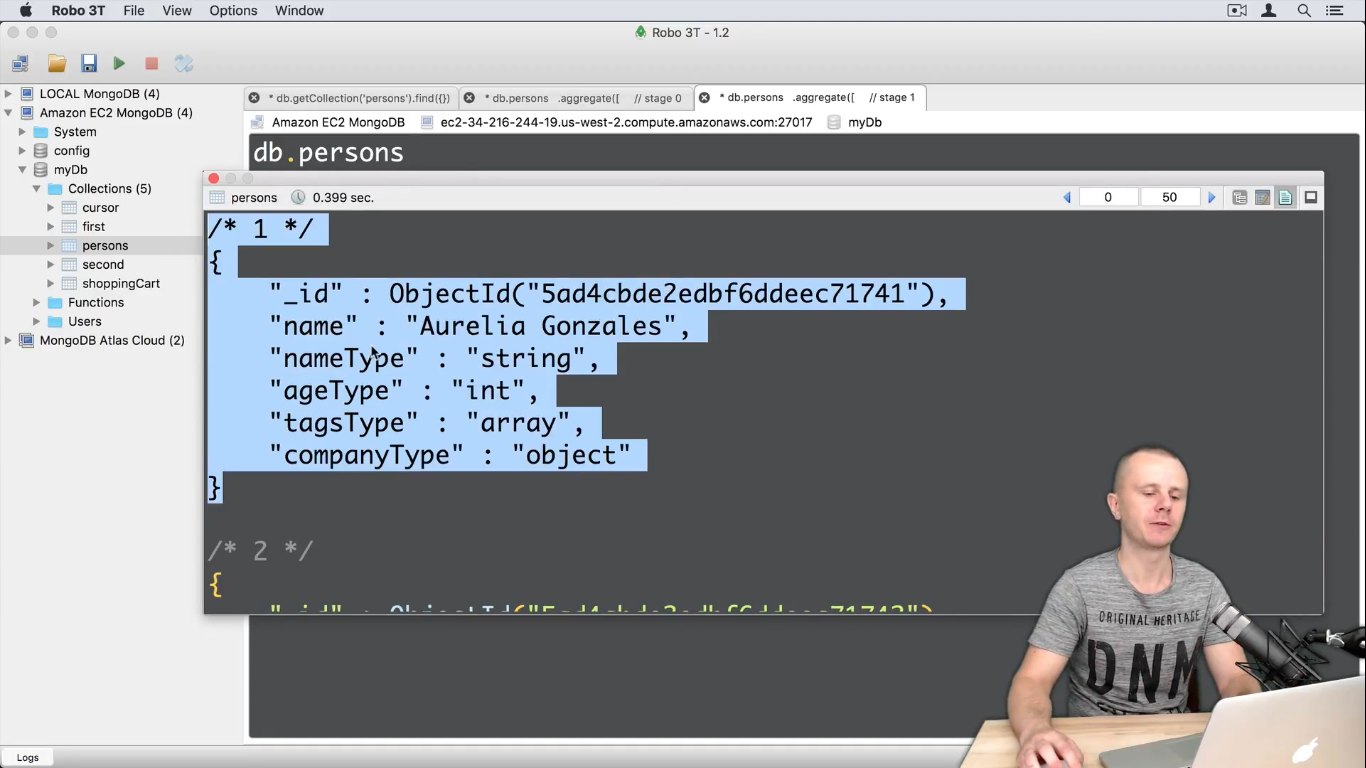 Robo 3T File View Options Window
Robo 3T - 1.2
LOCAL MongoDB (4)
Amazon EC2 MongoDB (4)
System
config
myDb
Collections (5)
cursor
first
persons
second
shoppingCart
Functions
Users
MongoDB Atlas Cloud (2)
* db.getCollection('persons').find({})
* db.persons .aggregate([ // stage 0
* db.persons .aggregate([ // stage 1
Amazon EC2 MongoDB ec2-34-216-244-19.us-west-2.compute.amazonaws.com:27017 myDb
db.persons
persons 0.399 sec. 0 50
/* 1 */
{
"_id" : ObjectId("5ad4cbde2edbf6ddeec71741"),
"name" : "Aurelia Gonzales",
"nameType" : "string",
"ageType" : "int",
"tagsType" : "array",
"companyType" : "object"
}
/* 2 */
{
ORIGINAL HERITAGE
DNM
Logs